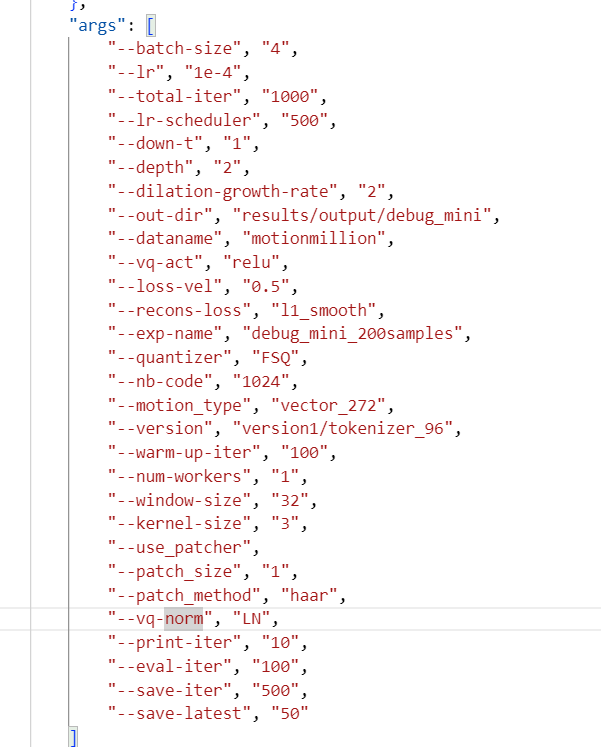 },
"args": [
"--batch-size", "4",
"--lr", "1e-4",
"--total-iter", "1000",
"--lr-scheduler", "500",
"--down-t", "1",
"--depth", "2",
"--dilation-growth-rate", "2",
"--out-dir", "results/output/debug_mini",
"--dataname", "motionmillion",
"--vq-act", "relu",
"--loss-vel", "0.5",
"--recons-loss", "l1_smooth",
"--exp-name", "debug_mini_200samples",
"--quantizer", "FSQ",
"--nb-code", "1024",
"--motion_type", "vector_272",
"--version", "version1/tokenizer_96",
"--warm-up-iter", "100",
"--num-workers", "1",
"--window-size", "32",
"--kernel-size", "3",
"--use_patcher",
"--patch_size", "1",
"--patch_method", "haar",
"--vq-norm", "LN",
"--print-iter", "10",
"--eval-iter", "100",
"--save-iter", "500",
"--save-latest", "50"
]